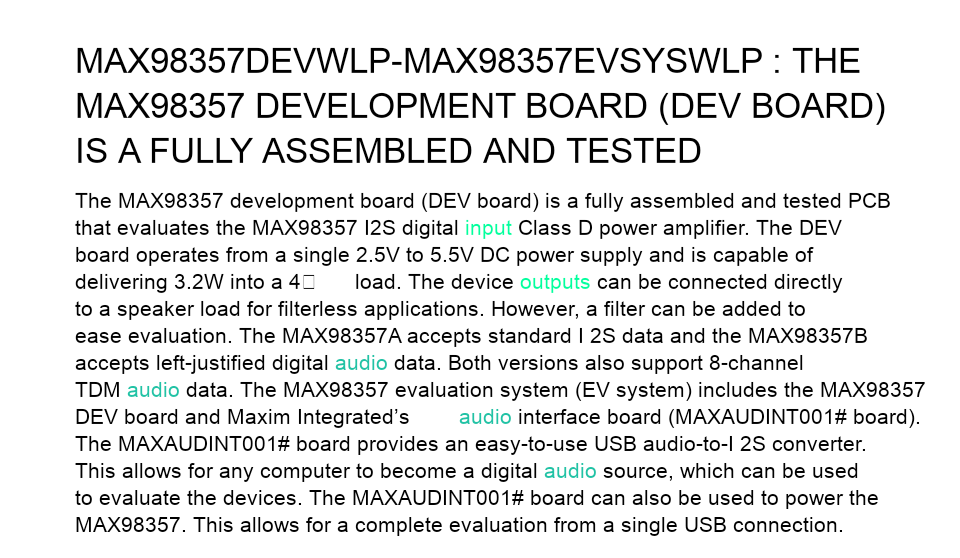 MAX98357DEVWLP-MAX98357EVSYSWLP : THE
MAX98357 DEVELOPMENT BOARD (DEV BOARD)
IS A FULLY ASSEMBLED AND TESTED
The MAX98357 development board (DEV board) is a fully assembled and tested PCB
that evaluates the MAX98357 I2S digital input Class D power amplifier. The DEV
board operates from a single 2.5V to 5.5V DC power supply and is capable of
delivering 3.2W into a 4□ load. The device outputs can be connected directly
to a speaker load for filterless applications. However, a filter can be added to
ease evaluation. The MAX98357A accepts standard I 2S data and the MAX98357B
accepts left-justified digital audio data. Both versions also support 8-channel
TDM audio data. The MAX98357 evaluation system (EV system) includes the MAX98357
DEV board and Maxim Integrated’s audio interface board (MAXAUDINT001# board).
The MAXAUDINT001# board provides an easy-to-use USB audio-to-I 2S converter.
This allows for any computer to become a digital audio source, which can be used
to evaluate the devices. The MAXAUDINT001# board can also be used to power the
MAX98357. This allows for a complete evaluation from a single USB connection.